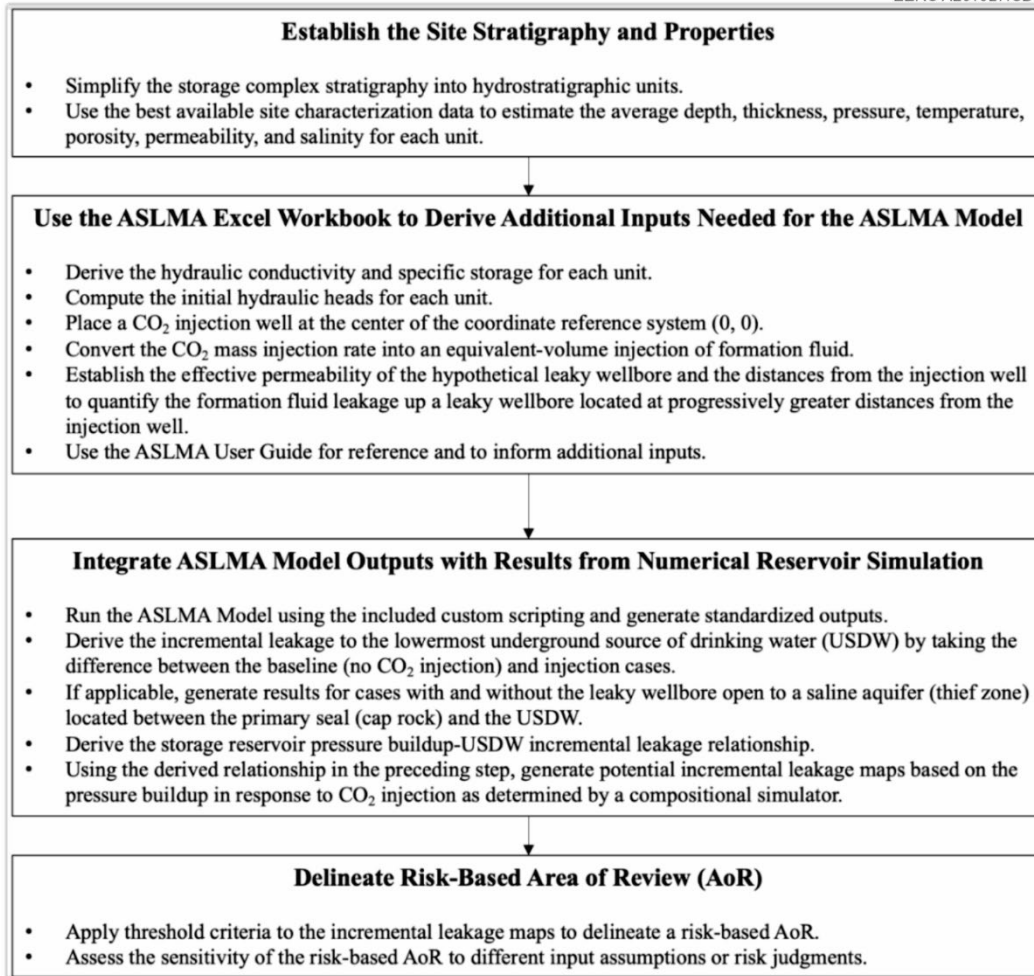 Establish the Site Stratigraphy and Properties
• Simplify the storage complex stratigraphy into hydrostratigraphic units.
• Use the best available site characterization data to estimate the average depth, thickness, pressure, temperature,
porosity, permeability, and salinity for each unit.
Use the ASLMA Excel Workbook to Derive Additional Inputs Needed for the ASLMA Model
• Derive the hydraulic conductivity and specific storage for each unit.
• Compute the initial hydraulic heads for each unit.
• Place a CO₂ injection well at the center of the coordinate reference system (0, 0).
• Convert the CO₂ mass injection rate into an equivalent-volume injection of formation fluid.
• Establish the effective permeability of the hypothetical leaky wellbore and the distances from the injection well
to quantify the formation fluid leakage up a leaky wellbore located at progressively greater distances from the
injection well.
• Use the ASLMA User Guide for reference and to inform additional inputs.
Integrate ASLMA Model Outputs with Results from Numerical Reservoir Simulation
• Run the ASLMA Model using the included custom scripting and generate standardized outputs.
• Derive the incremental leakage to the lowermost underground source of drinking water (USDW) by taking the
difference between the baseline (no CO₂ injection) and injection cases.
• If applicable, generate results for cases with and without the leaky wellbore open to a saline aquifer (thief zone)
located between the primary seal (cap rock) and the USDW.
• Derive the storage reservoir pressure buildup-USDW incremental leakage relationship.
• Using the derived relationship in the preceding step, generate potential incremental leakage maps based on the
pressure buildup in response to CO₂ injection as determined by a compositional simulator.
Delineate Risk-Based Area of Review (AoR)
• Apply threshold criteria to the incremental leakage maps to delineate a risk-based AoR.
• Assess the sensitivity of the risk-based AoR to different input assumptions or risk judgments.